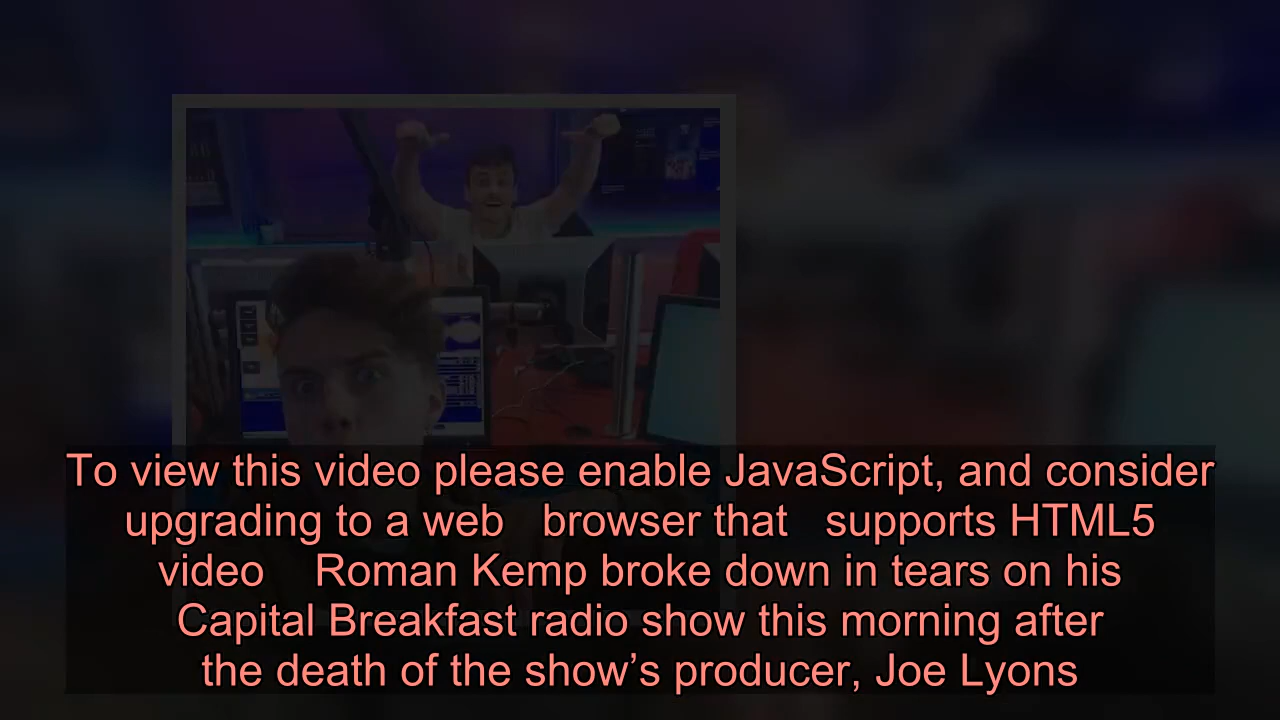 To view this video please enable JavaScript, and consider
upgrading to a web browser that supports HTML5
video Roman Kemp broke down in tears on his
Capital Breakfast radio show this morning after
the death of the show’s producer, Joe Lyons